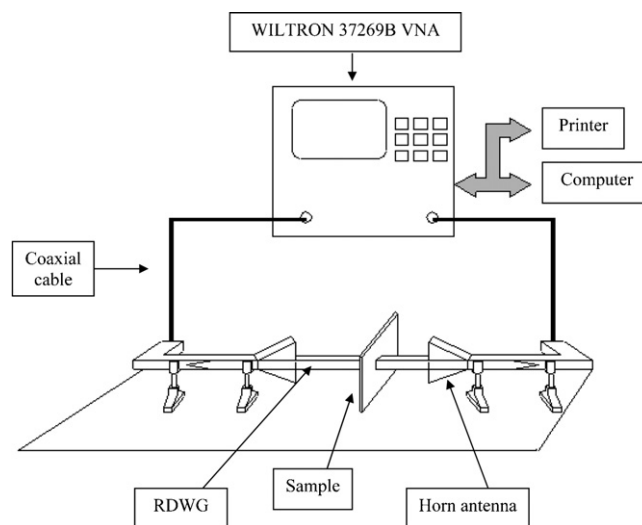 WILTRON 37269B VNA
Printer
Computer
Coaxial
cable
RDWG
Sample
Horn antenna